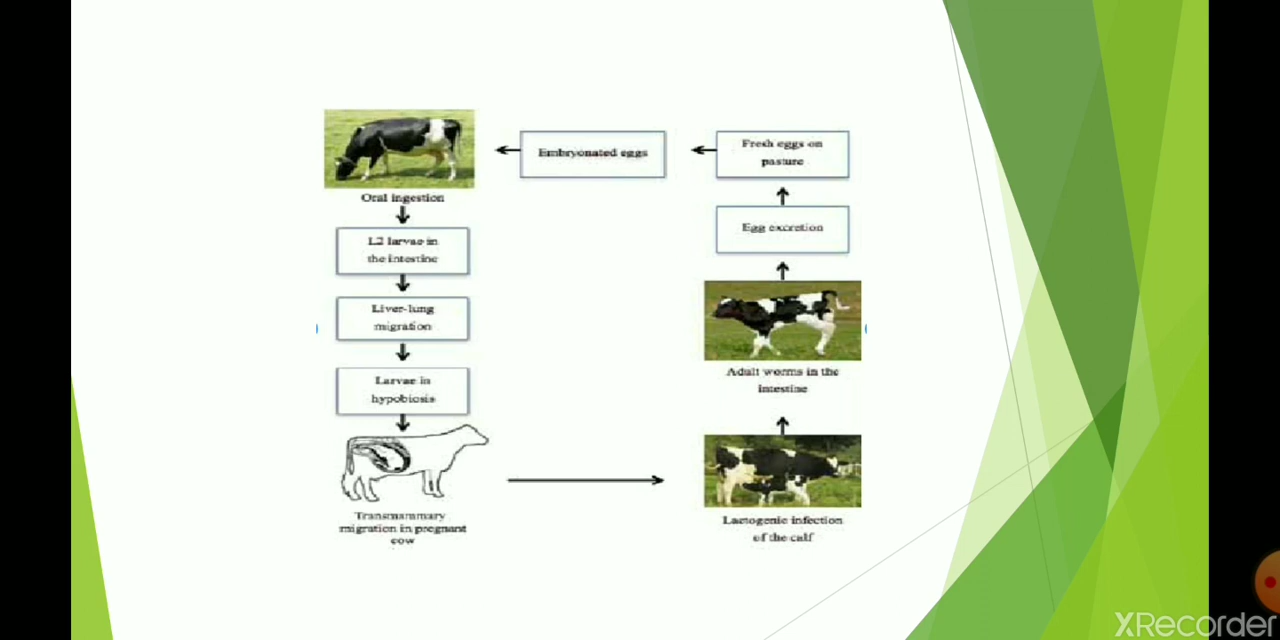 Fresh eggs on
pasture
Embryonated eggs
Oral ingestion
L2 larvae in
the intestine
Liver-lung
migration
Larvae in
hypobiosis
Transmammary
migration in pregnant
cow
Lactogenic infection
of the calf
Adult worms in the
intestine
Egg excretion
XRecorder